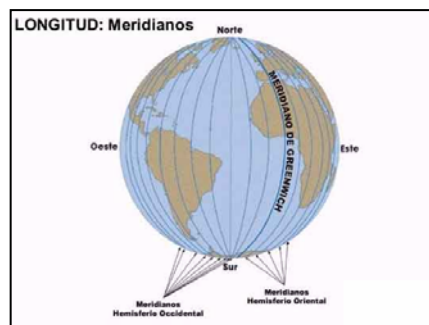 LONGITUD: Meridianos
Norte
MERIDIANO DE GREENWICH
Oeste
Este
Sur
Meridianos
Hemisferio Occidental
Meridianos
Hemisferio Oriental